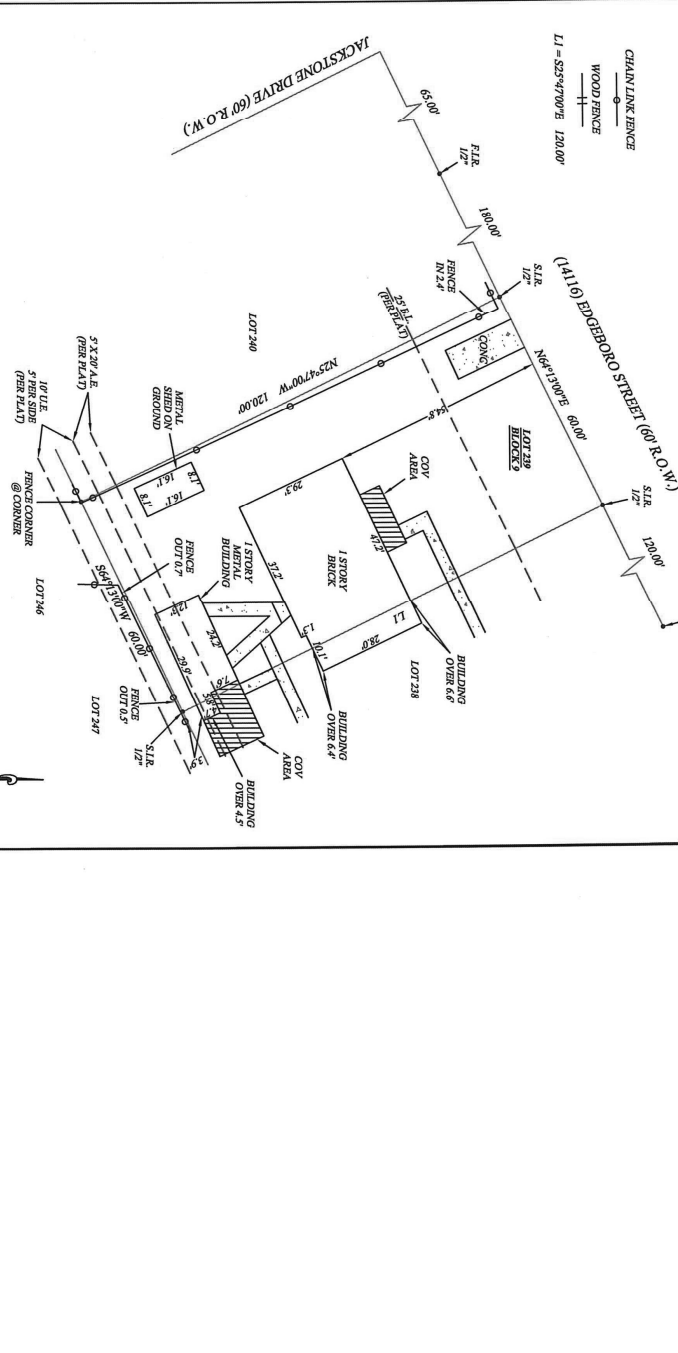 CHAIN LINK FENCE
WOOD FENCE
L1 = S25°47'00"E 120.00'
JACKSTONE DRIVE (60' R.O.W.)
65.00'
F.I.R.
1/2"
180.00'
(14116) EDGEBORO STREET (60' R.O.W.)
S.I.R.
1/2"
N64°13'00"E 60.00'
S.I.R.
1/2"
120.00'
FENCE
IN 2.4'
25' B.L.
(PER PLAT)
CONC
LOT 239
BLOCK 9
54.8'
LOT 240
N25°47'00"W 120.00'
COV
AREA
47.2'
29.3'
1 STORY
BRICK
37.2'
L1
28.0'
1.3'
10.1'
LOT 238
BUILDING
OVER 6.6'
BUILDING
OVER 6.4'
METAL
SHED ON
GROUND
16.1'
8.1'
16.1'
8.1'
1 STORY
METAL
BUILDING
24.2'
7.6'
5.8'
29.9'
3.9'
COV
AREA
BUILDING
OVER 4.5'
FENCE
OUT 0.7'
S64°13'00"W 60.00'
FENCE
OUT 0.5'
S.I.R.
1/2"
5' X 20' A.E.
(PER PLAT)
10' U.E.
5' PER SIDE
(PER PLAT)
FENCE CORNER
@ CORNER
LOT 246
LOT 247